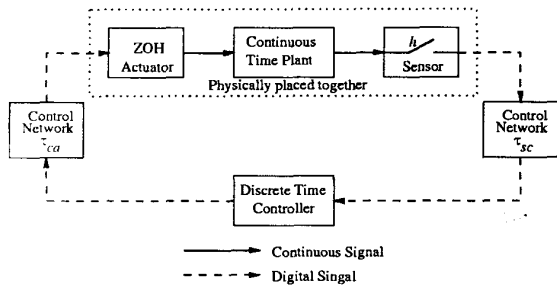 ZOH
Actuator
Continuous
Time Plant
h
Sensor
Physically placed together
Control
Network
τca
Control
Network
τsc
Discrete Time
Controller
Continuous Signal
Digital Singal